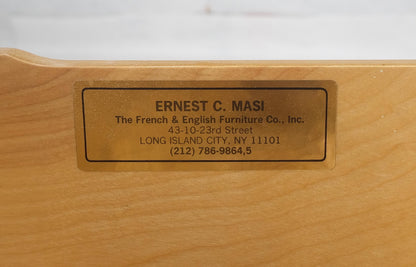 ERNEST C. MASI
The French & English Furniture Co., Inc.
43-10-23rd Street
LONG ISLAND CITY, NY 11101
(212) 786-9864,5